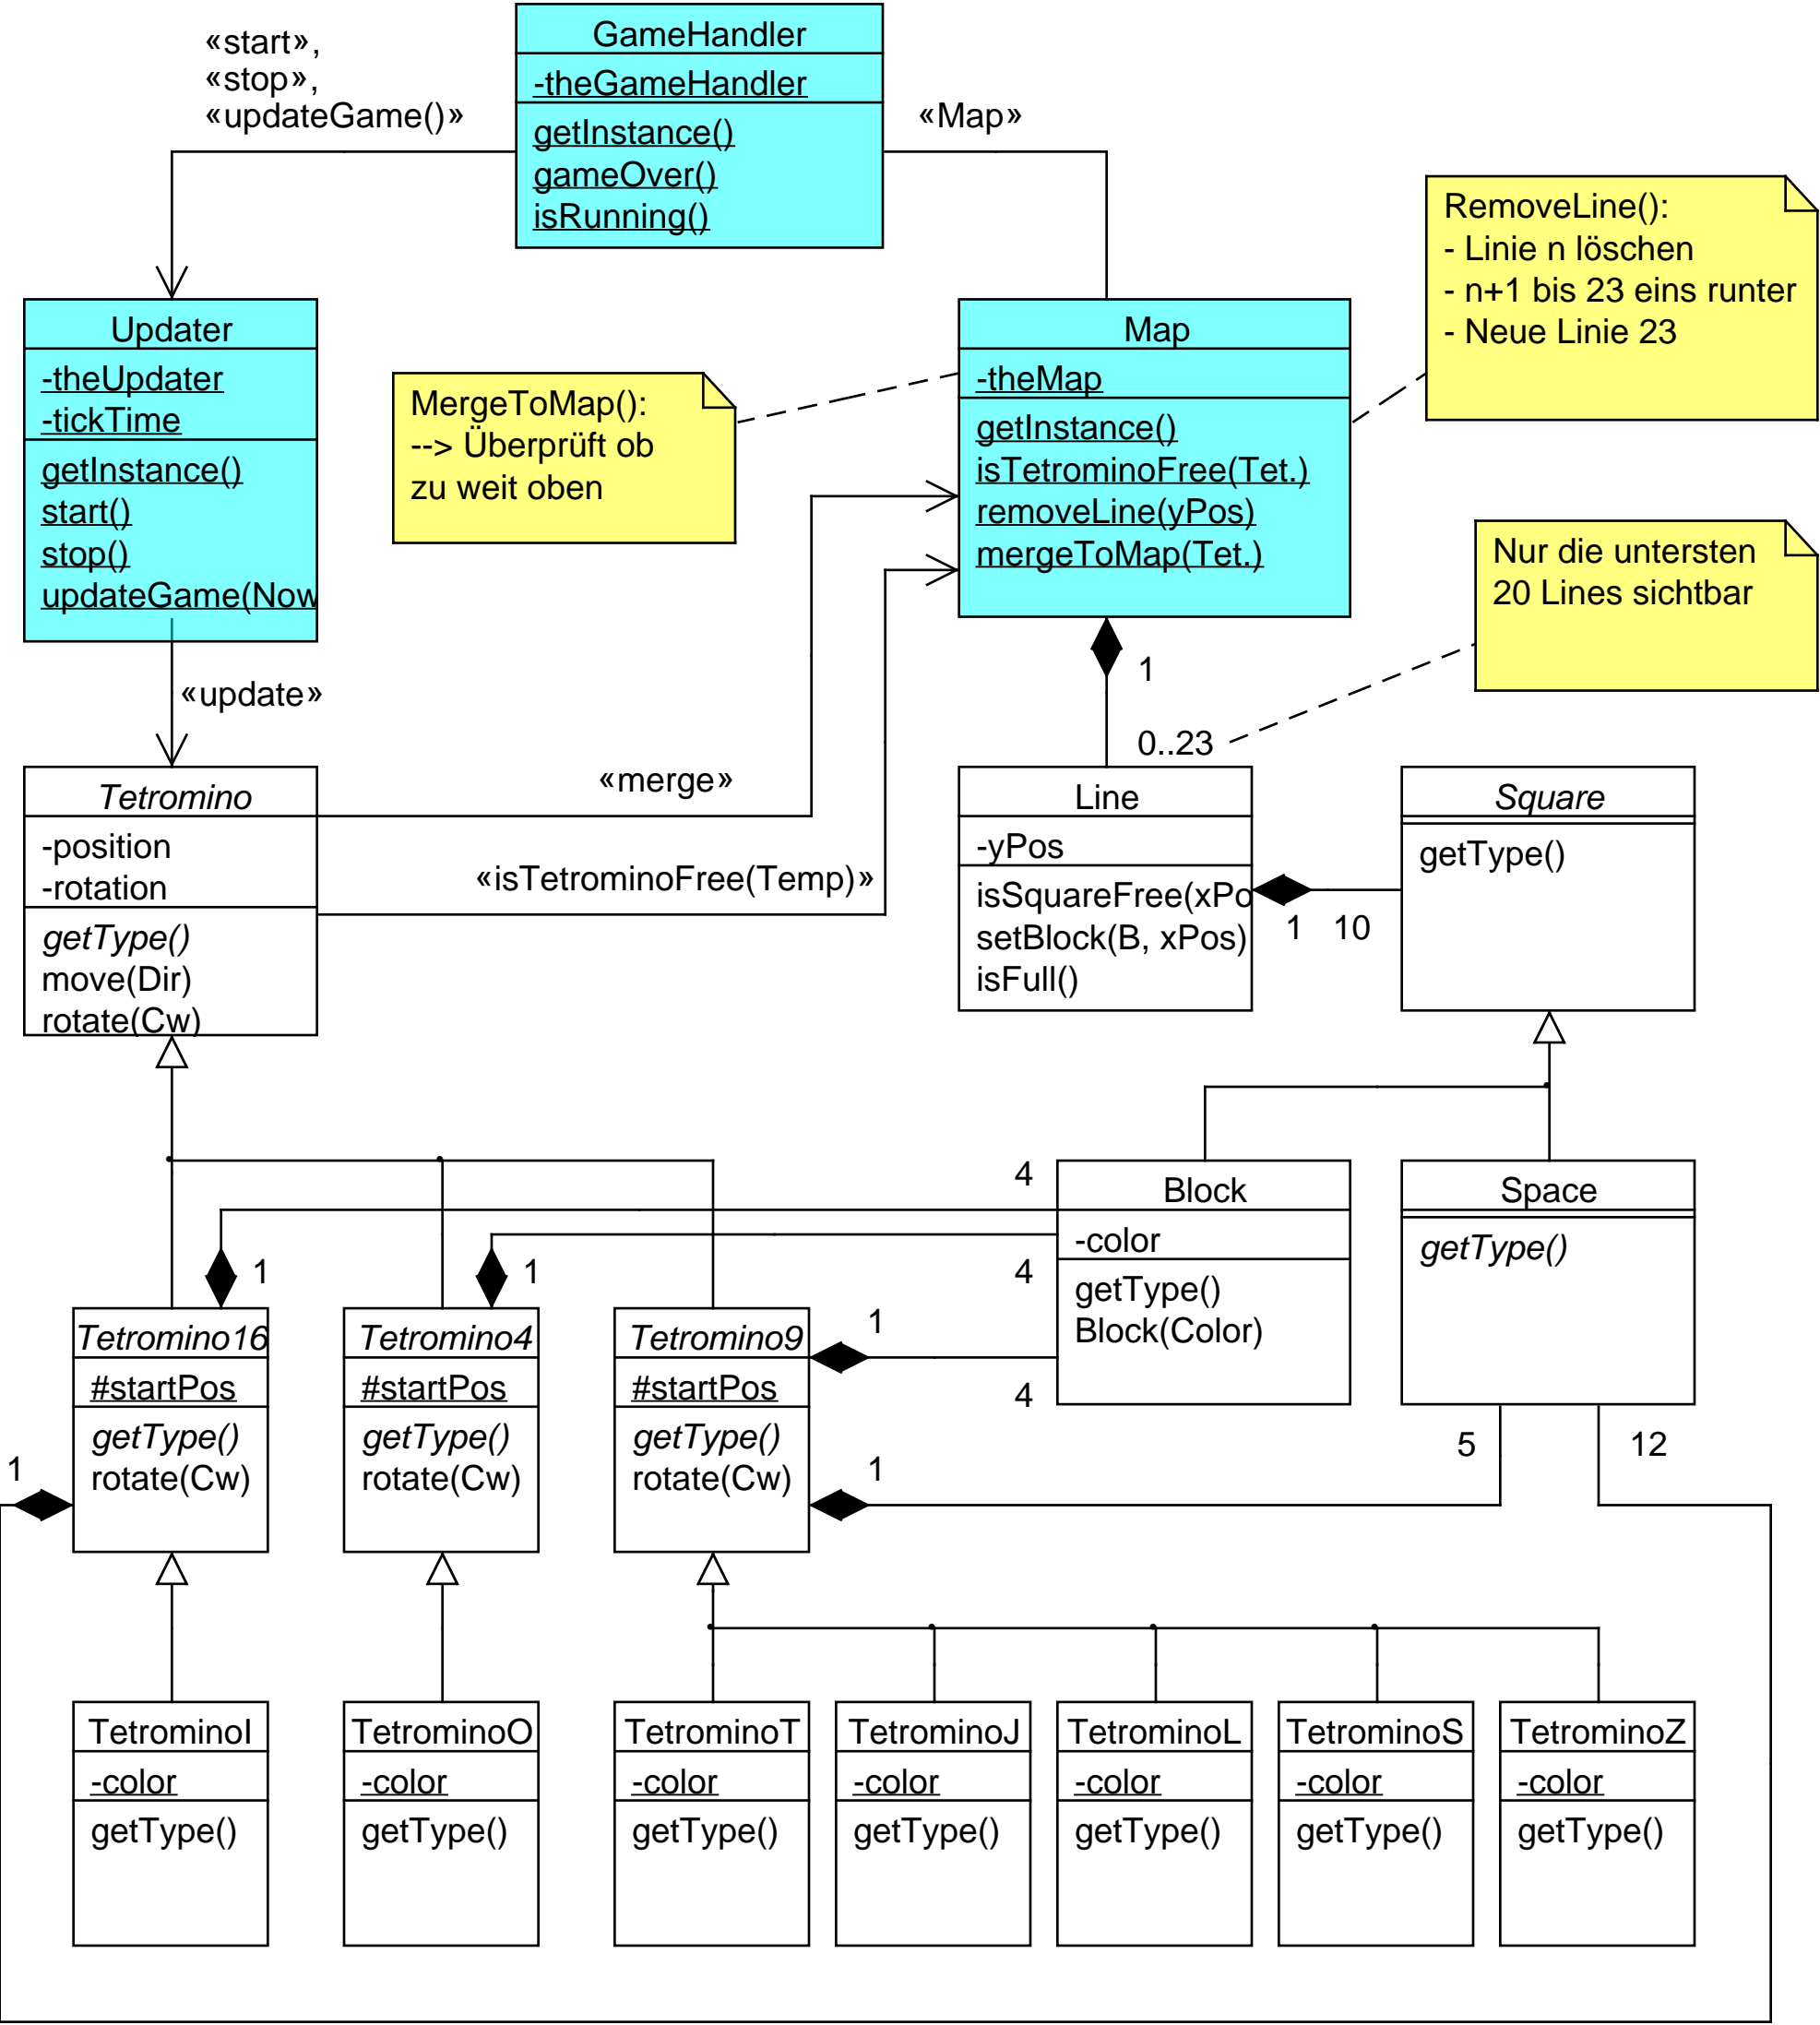 «start»,
«stop»,
«updateGame()»
GameHandler
-theGameHandler
getInstance()
gameOver()
isRunning()
«Map»
RemoveLine():
- Linie n löschen
- n+1 bis 23 eins runter
- Neue Linie 23
Updater
-theUpdater
-tickTime
getInstance()
start()
stop()
updateGame(Now
MergeToMap():
--> Überprüft ob
zu weit oben
Map
-theMap
getInstance()
isTetrominoFree(Tet.)
removeLine(yPos)
mergeToMap(Tet.)
Nur die untersten
20 Lines sichtbar
«update»
1
0..23
Tetromino
-position
-rotation
getType()
move(Dir)
rotate(Cw)
«merge»
«isTetrominoFree(Temp)»
Line
-yPos
isSquareFree(xPo
setBlock(B, xPos)
isFull()
1
10
Square
getType()
4
4
4
Block
-color
getType()
Block(Color)
Space
getType()
5
12
1
1
1
1
1
Tetromino16
#startPos
getType()
rotate(Cw)
Tetromino4
#startPos
getType()
rotate(Cw)
Tetromino9
#startPos
getType()
rotate(Cw)
TetrominoI
-color
getType()
TetrominoO
-color
getType()
TetrominoT
-color
getType()
TetrominoJ
-color
getType()
TetrominoL
-color
getType()
TetrominoS
-color
getType()
TetrominoZ
-color
getType()